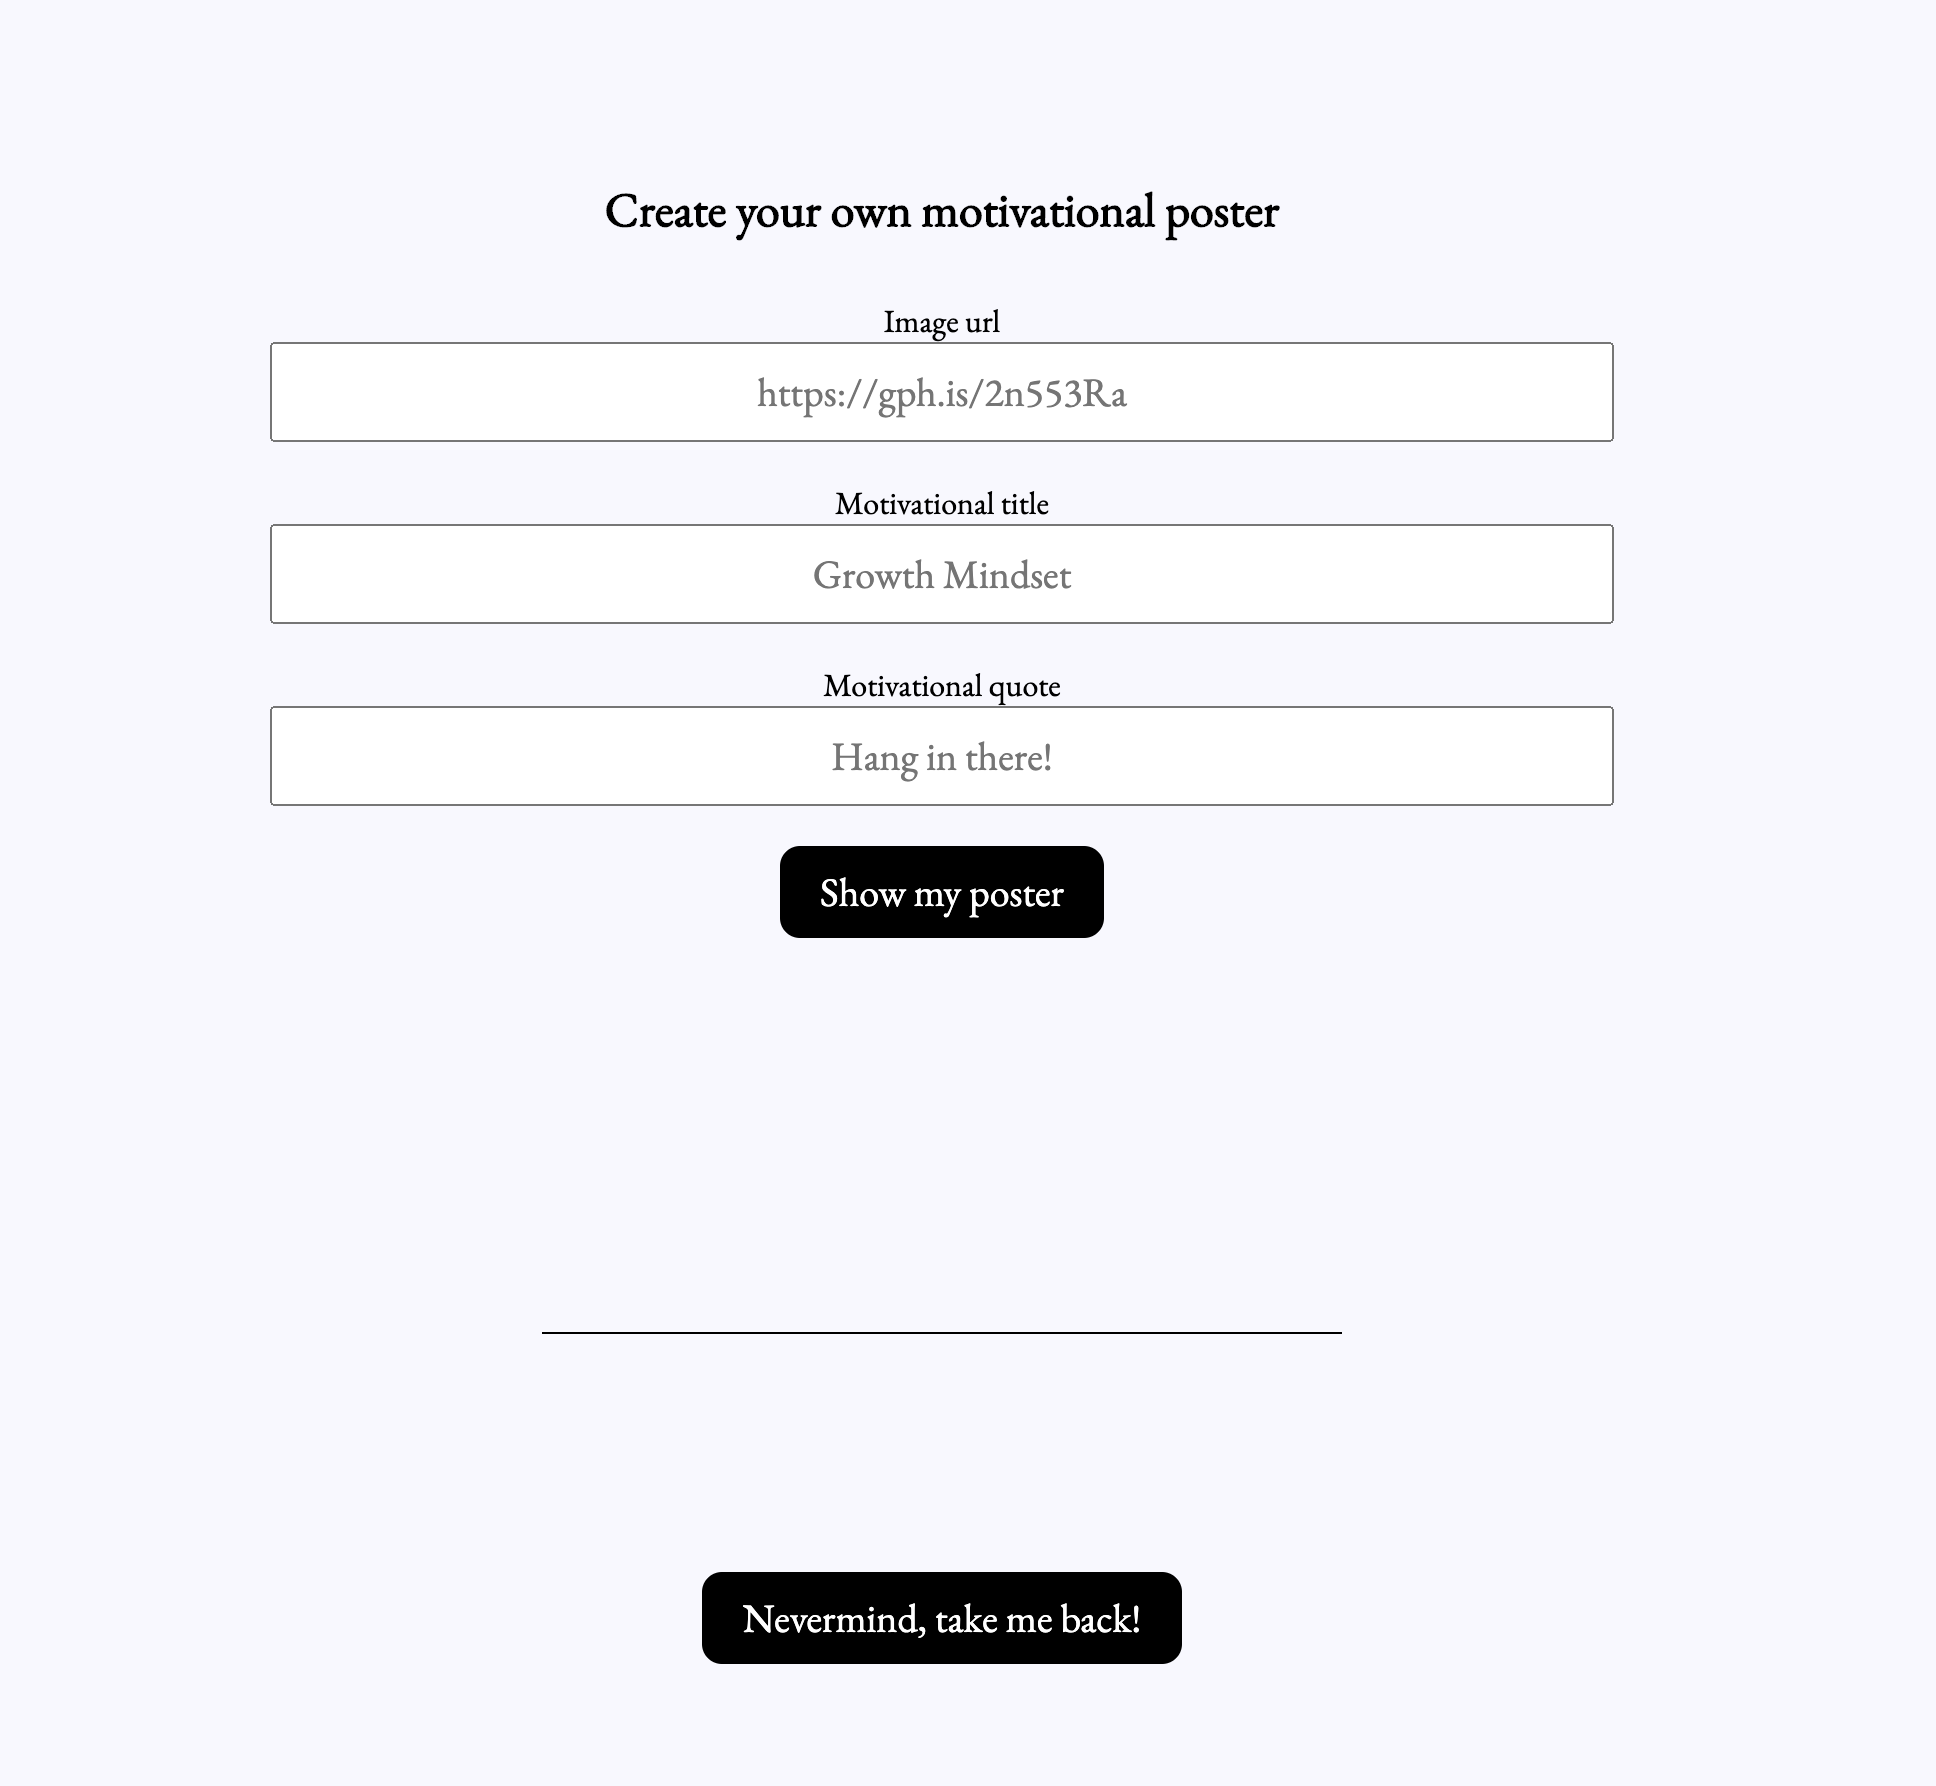 Create your own motivational poster
Image url
https://gph.is/2n553Ra
Motivational title
Growth Mindset
Motivational quote
Hang in there!
Show my poster
Nevermind, take me back!